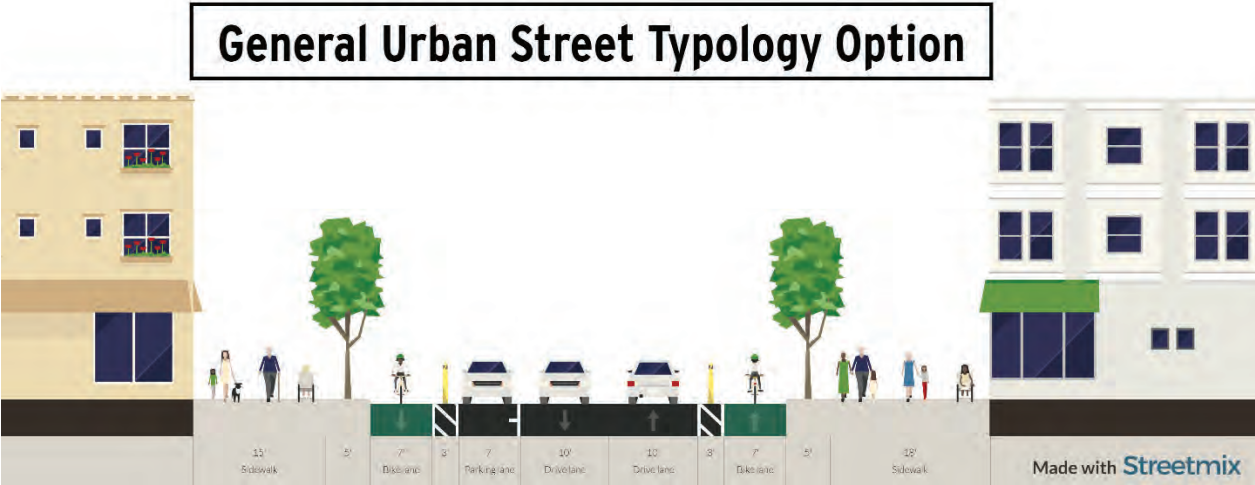 General Urban Street Typology Option
15' 5' 7' 3' 7' 10' 10' 3' 7' 5' 18'
Sidewalk Bike lane Parking lane Drive lane Drive lane Bike lane Sidewalk
Made with Streetmix